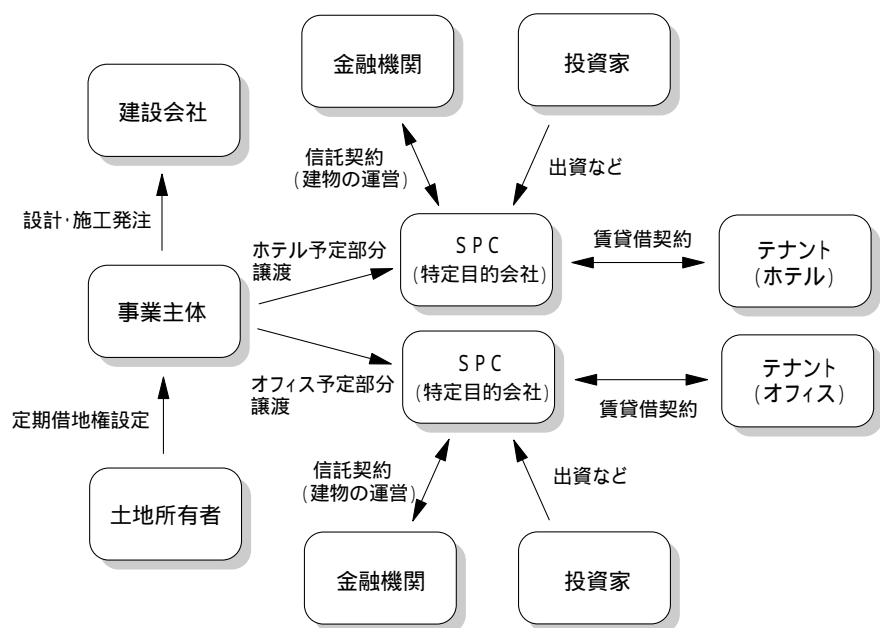 金融機関
投資家
建設会社
信託契約
(建物の運営)
出資など
設計・施工発注
ホテル予定部分
譲渡
SPC
(特定目的会社)
賃貸借契約
テナント
(ホテル)
事業主体
SPC
(特定目的会社)
テナント
(オフィス)
オフィス予定部分
譲渡
賃貸借契約
定期借地権設定
信託契約
(建物の運営)
出資など
土地所有者
金融機関
投資家